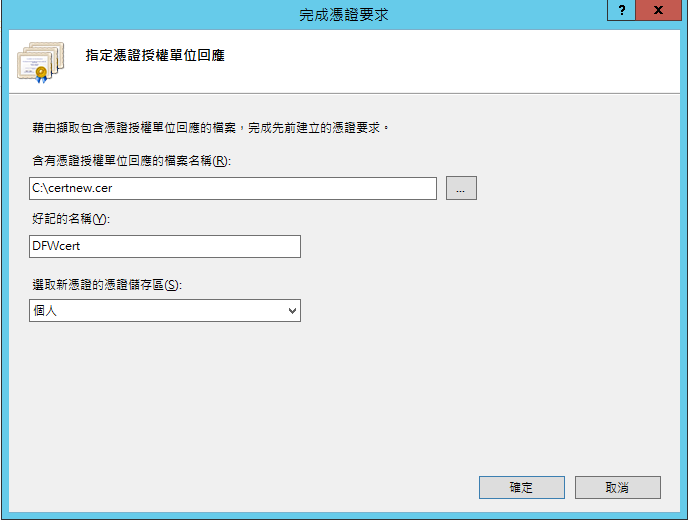 完成憑證要求
?
x
指定憑證授權單位回應
藉由擷取包含憑證授權單位回應的檔案，完成先前建立的憑證要求。
含有憑證授權單位回應的檔案名稱(R):
C:\certnew.cer
...
好記的名稱(Y):
DFWcert
選取新憑證的憑證儲存區(S):
個人
確定
取消